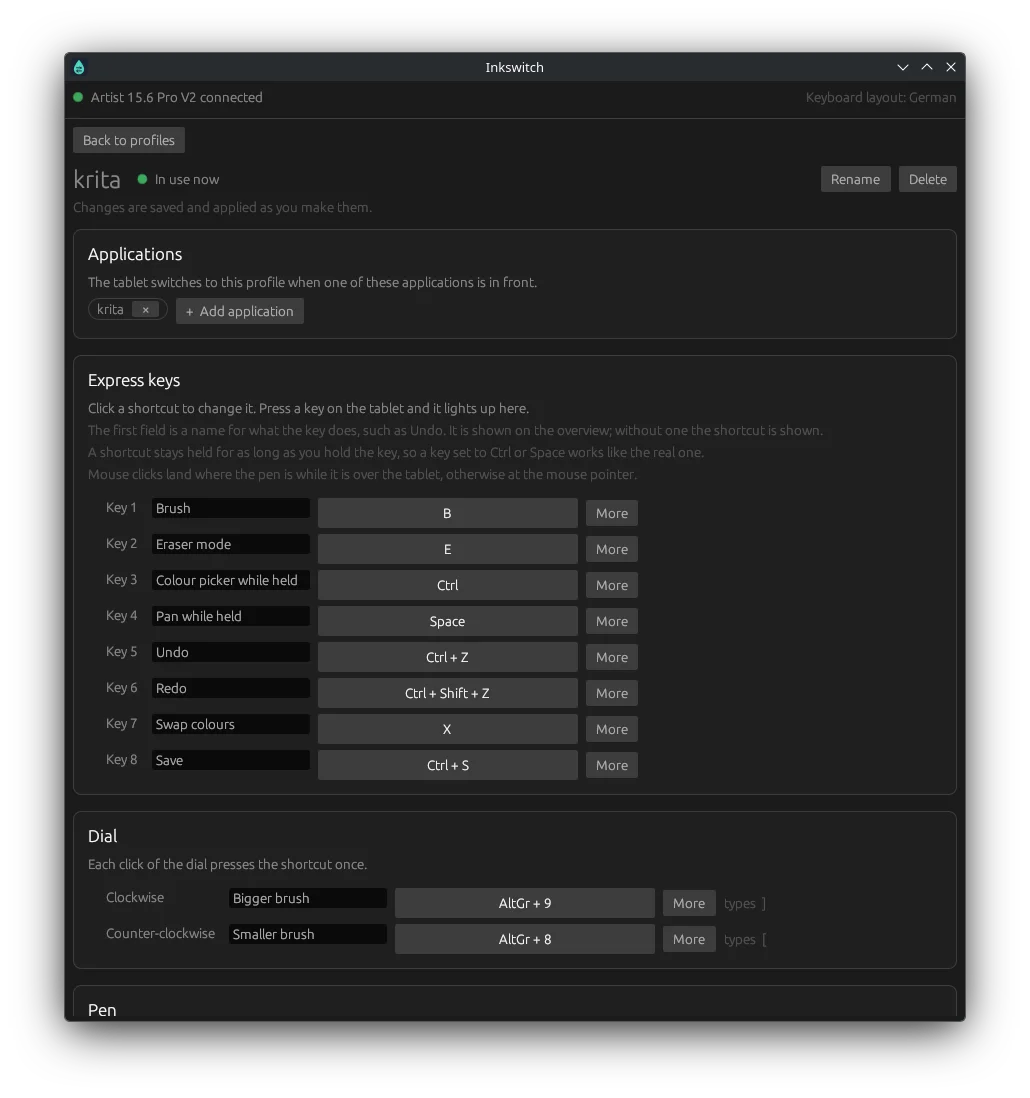 Inkswitch
Artist 15.6 Pro V2 connected
Keyboard layout: German
Back to profiles
krita
In use now
Rename
Delete
Changes are saved and applied as you make them.
Applications
The tablet switches to this profile when one of these applications is in front.
krita ×
+ Add application
Express keys
Click a shortcut to change it. Press a key on the tablet and it lights up here.
The first field is a name for what the key does, such as Undo. It is shown on the overview; without one the shortcut is shown.
A shortcut stays held for as long as you hold the key, so a key set to Ctrl or Space works like the real one.
Mouse clicks land where the pen is while it is over the tablet, otherwise at the mouse pointer.
Key 1 Brush B More
Key 2 Eraser mode E More
Key 3 Colour picker while held Ctrl More
Key 4 Pan while held Space More
Key 5 Undo Ctrl + Z More
Key 6 Redo Ctrl + Shift + Z More
Key 7 Swap colours X More
Key 8 Save Ctrl + S More
Dial
Each click of the dial presses the shortcut once.
Clockwise Bigger brush AltGr + 9 More types ]
Counter-clockwise Smaller brush AltGr + 8 More types [
Pen